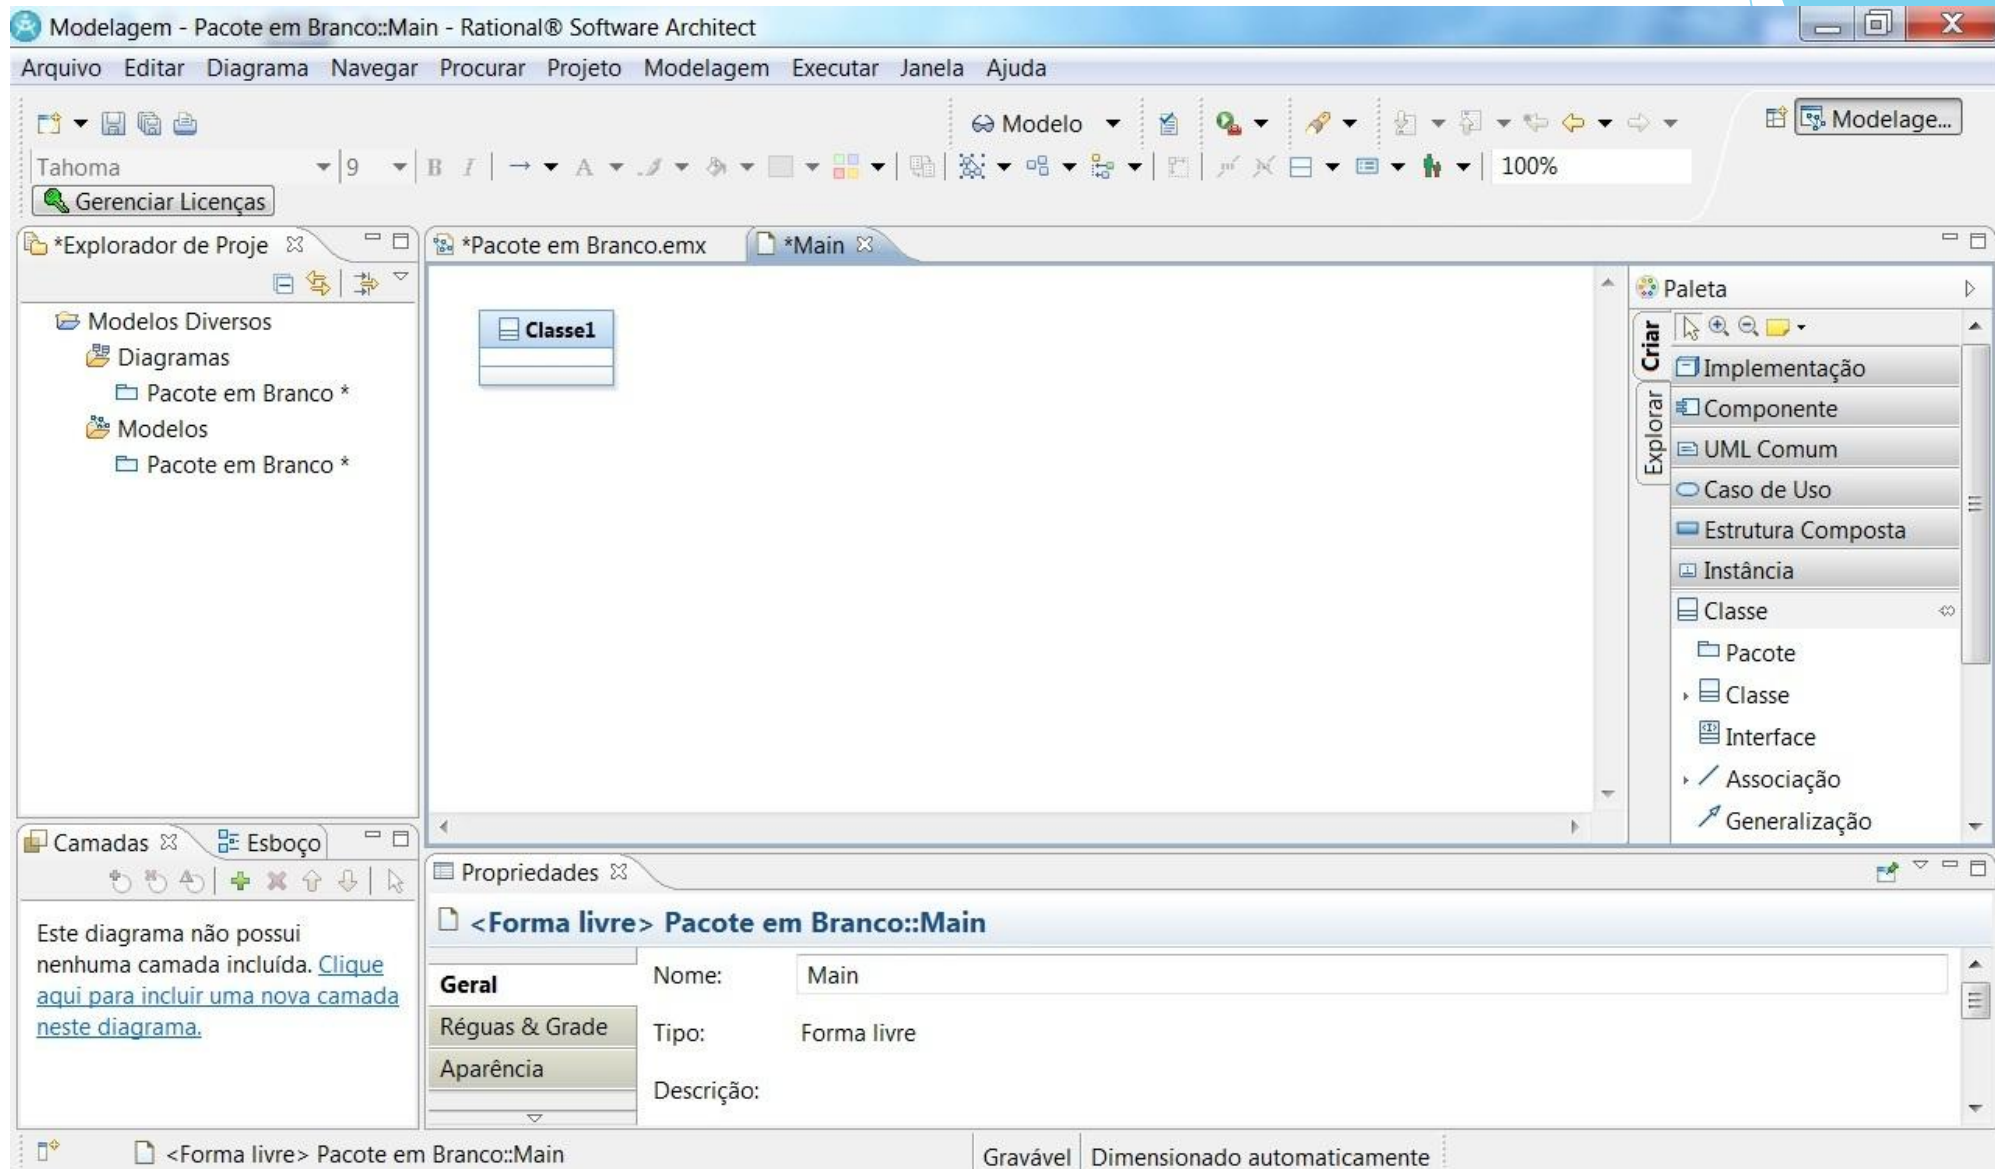 Modelagem - Pacote em Branco::Main - Rational® Software Architect
Arquivo Editar Diagrama Navegar Procurar Projeto Modelagem Executar Janela Ajuda
Modelo
Modelage...
Tahoma 9 B I A 100%
Gerenciar Licenças
*Explorador de Proje
Modelos Diversos
Diagramas
Pacote em Branco *
Modelos
Pacote em Branco *
*Pacote em Branco.emx *Main
Classe1
Paleta
Criar
Explorar
Implementação
Componente
UML Comum
Caso de Uso
Estrutura Composta
Instância
Classe
Pacote
Classe
Interface
Associação
Generalização
Camadas Esboço
Este diagrama não possui
nenhuma camada incluída. Clique
aqui para incluir uma nova camada
neste diagrama.
Propriedades
<Forma livre> Pacote em Branco::Main
Geral
Réguas & Grade
Aparência
Nome: Main
Tipo: Forma livre
Descrição:
<Forma livre> Pacote em Branco::Main
Gravável Dimensionado automaticamente